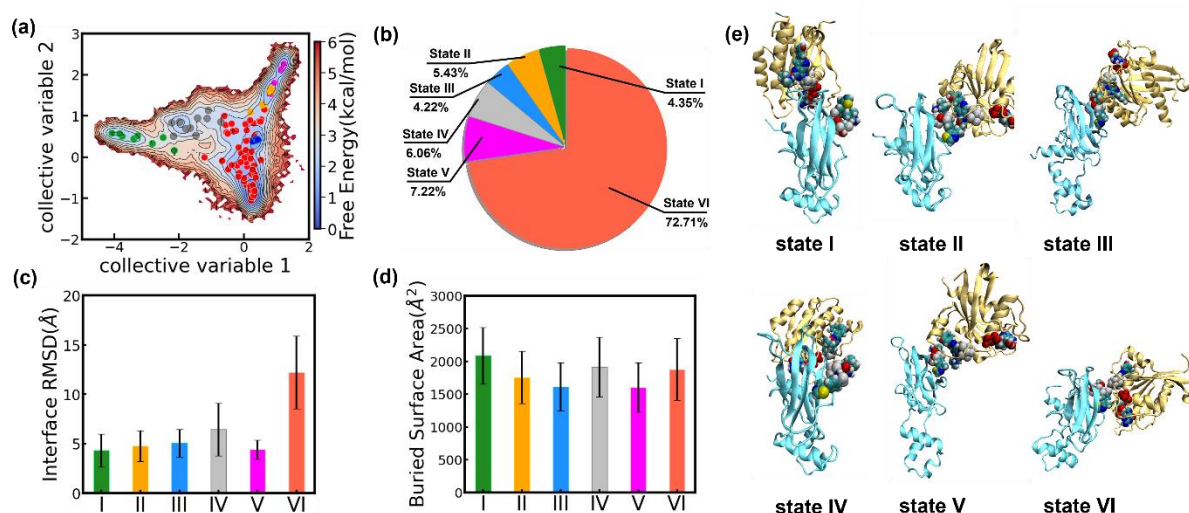 (a)
collective variable 2
3
2
1
0
−1
−2
−4
−2
0
2
collective variable 1
6
5
4
3
2
1
0
Free Energy(kcal/mol)
(b)
State II
5.43%
State III
4.22%
State IV
6.06%
State V
7.22%
State I
4.35%
State VI
72.71%
(c)
Interface RMSD(Å)
20
15
10
5
0
I II III IV V VI
(d)
Buried Surface Area(Å²)
3000
2500
2000
1500
1000
500
0
I II III IV V VI
(e)
state I
state II
state III
state IV
state V
state VI